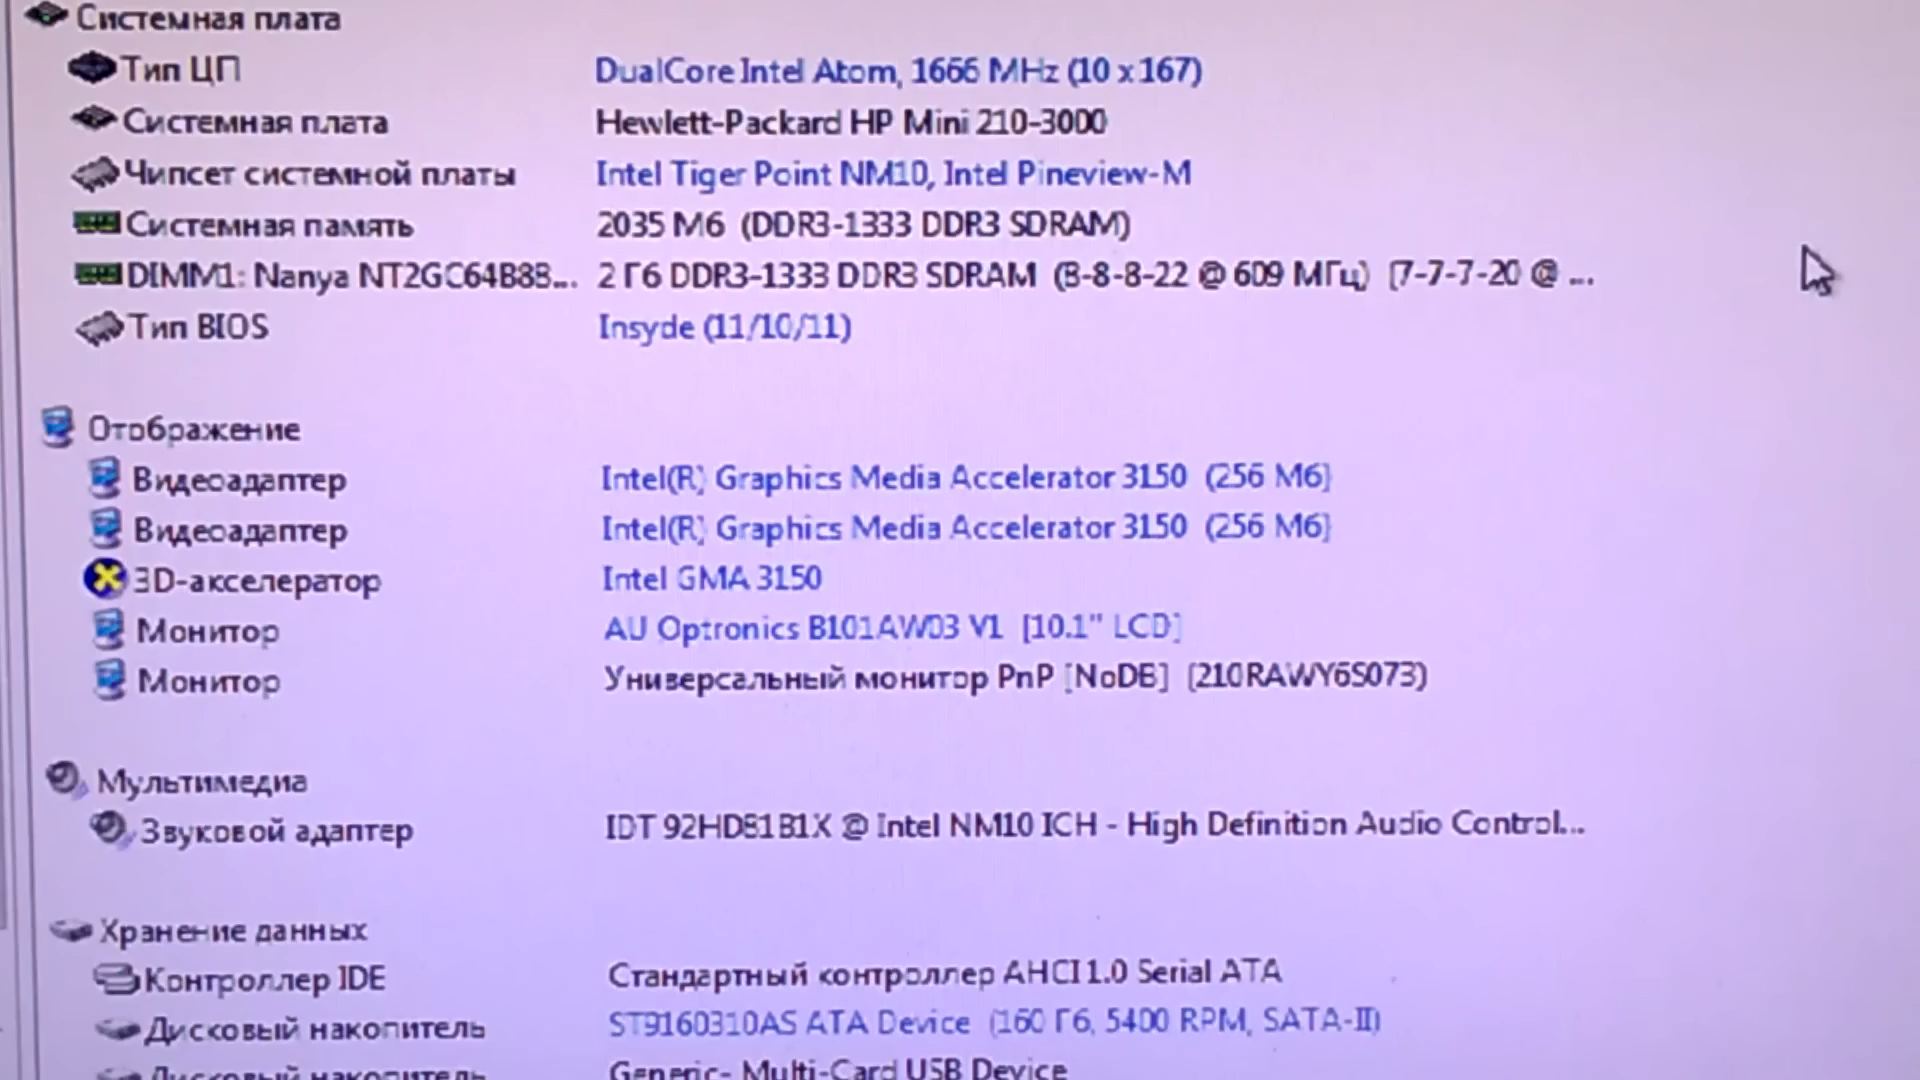 Системная плата
Тип ЦП DualCore Intel Atom, 1666 MHz (10 x 167)
Системная плата Hewlett-Packard HP Mini 210-3000
Чипсет системной платы Intel Tiger Point NM10, Intel Pineview-M
Системная память 2035 Мб (DDR3-1333 DDR3 SDRAM)
DIMM1: Nanya NT2GC64B8B... 2 Гб DDR3-1333 DDR3 SDRAM (8-8-8-22 @ 609 МГц) (7-7-7-20 @ ...
Тип BIOS Insyde (11/10/11)
Отображение
Видеоадаптер Intel(R) Graphics Media Accelerator 3150 (256 Мб)
Видеоадаптер Intel(R) Graphics Media Accelerator 3150 (256 Мб)
3D-акселератор Intel GMA 3150
Монитор AU Optronics B101AW03 V1 [10.1" LCD]
Монитор Универсальный монитор PnP [NoDB] (210RAWY6S073)
Мультимедиа
Звуковой адаптер IDT 92HD81B1X @ Intel NM10 ICH - High Definition Audio Control...
Хранение данных
Контроллер IDE Стандартный контроллер AHCI 1.0 Serial ATA
Дисковый накопитель ST9160310AS ATA Device (160 Гб, 5400 RPM, SATA-II)
Дисковый накопитель Generic- Multi-Card USB Device